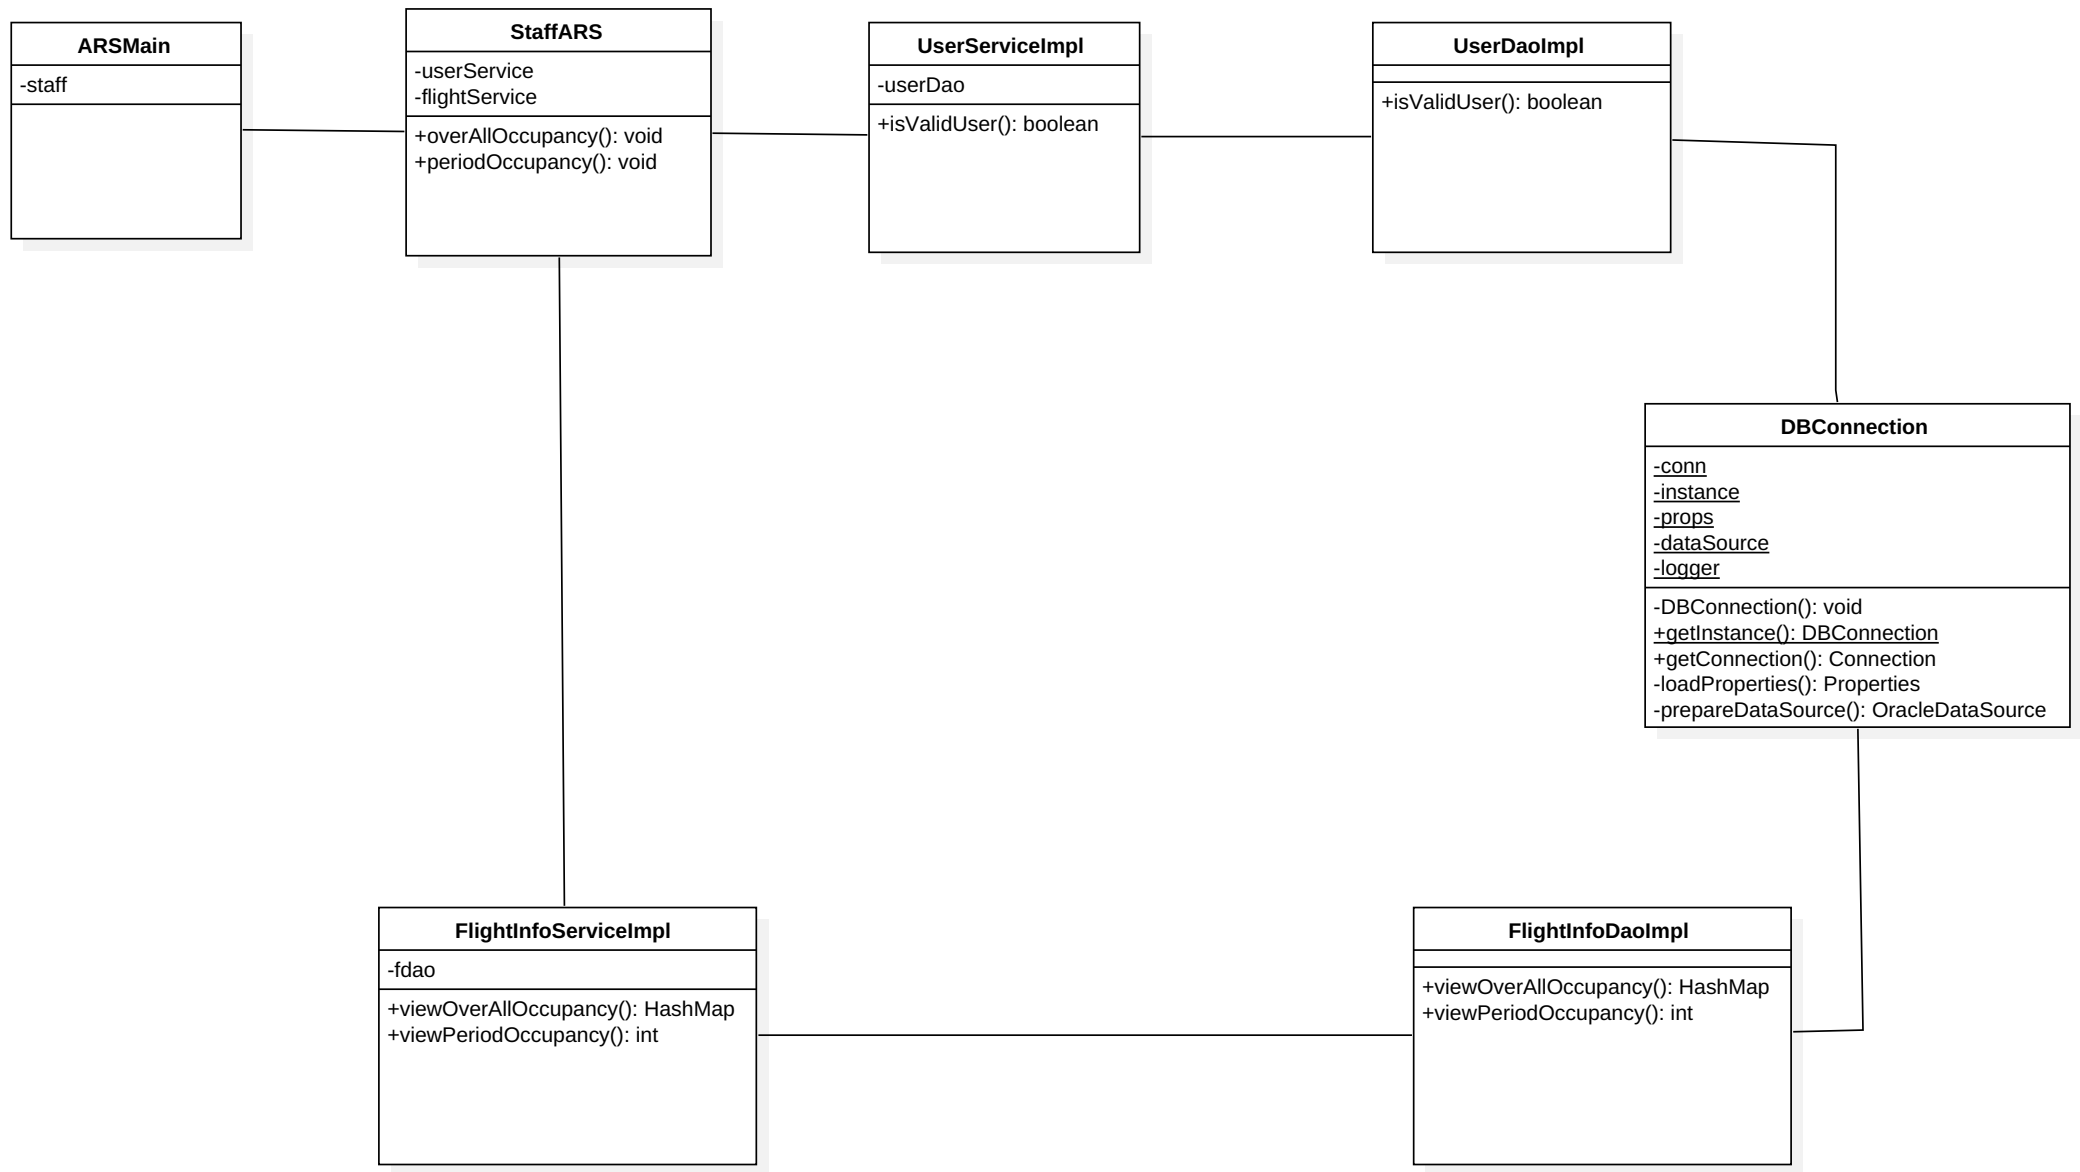 ARSMain
-staff
StaffARS
-userService
-flightService
+overAllOccupancy(): void
+periodOccupancy(): void
UserServiceImpl
-userDao
+isValidUser(): boolean
UserDaoImpl
+isValidUser(): boolean
DBConnection
-conn
-instance
-props
-dataSource
-logger
-DBConnection(): void
+getInstance(): DBConnection
+getConnection(): Connection
-loadProperties(): Properties
-prepareDataSource(): OracleDataSource
FlightInfoServiceImpl
-fdao
+viewOverAllOccupancy(): HashMap
+viewPeriodOccupancy(): int
FlightInfoDaoImpl
+viewOverAllOccupancy(): HashMap
+viewPeriodOccupancy(): int